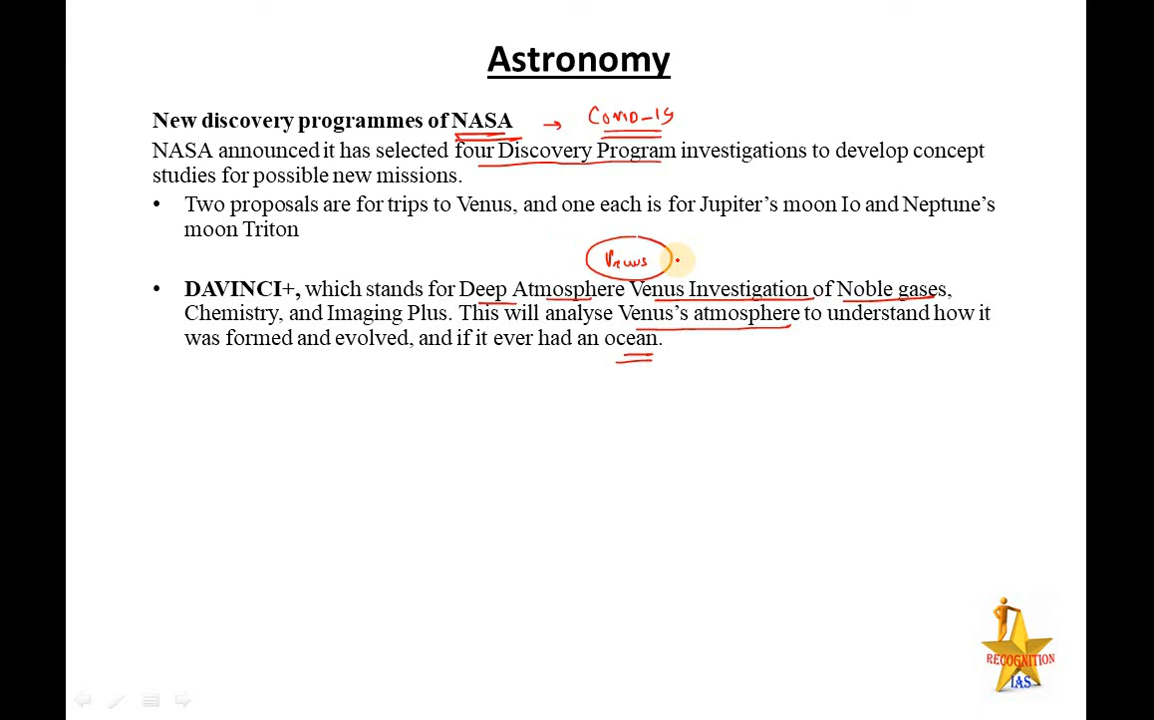 Astronomy
New discovery programmes of NASA → Covid-19
NASA announced it has selected four Discovery Program investigations to develop concept
studies for possible new missions.
• Two proposals are for trips to Venus, and one each is for Jupiter’s moon Io and Neptune’s
moon Triton
Venus
• DAVINCI+, which stands for Deep Atmosphere Venus Investigation of Noble gases,
Chemistry, and Imaging Plus. This will analyse Venus’s atmosphere to understand how it
was formed and evolved, and if it ever had an ocean.
RECOGNITION
IAS